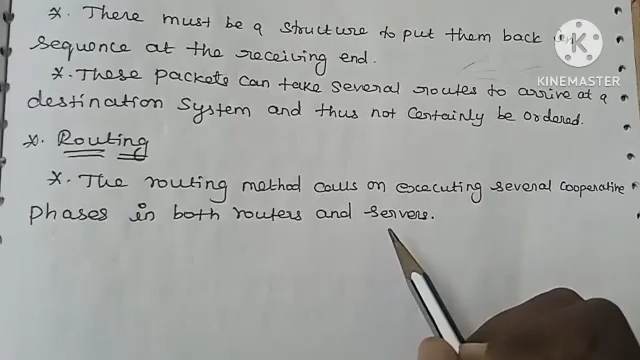 *. There must be a structure to put them back in
sequence at the receiving end.
KINEMASTER
*. These packets can take several routes to arrive at a
destination system and thus not certainly be ordered.
*. Routing
*. The routing method calls on executing several cooperative
phases in both routers and servers.